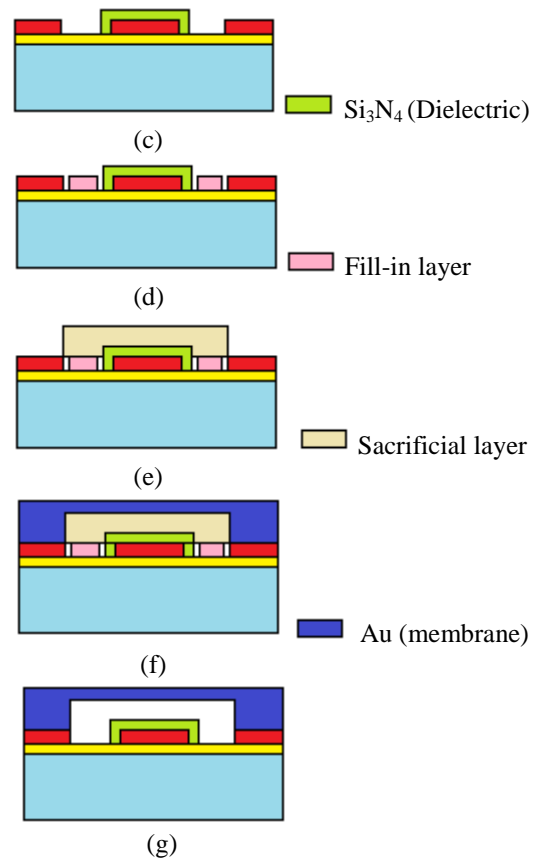 Si₃N₄ (Dielectric)
(c)
Fill-in layer
(d)
Sacrificial layer
(e)
Au (membrane)
(f)
(g)